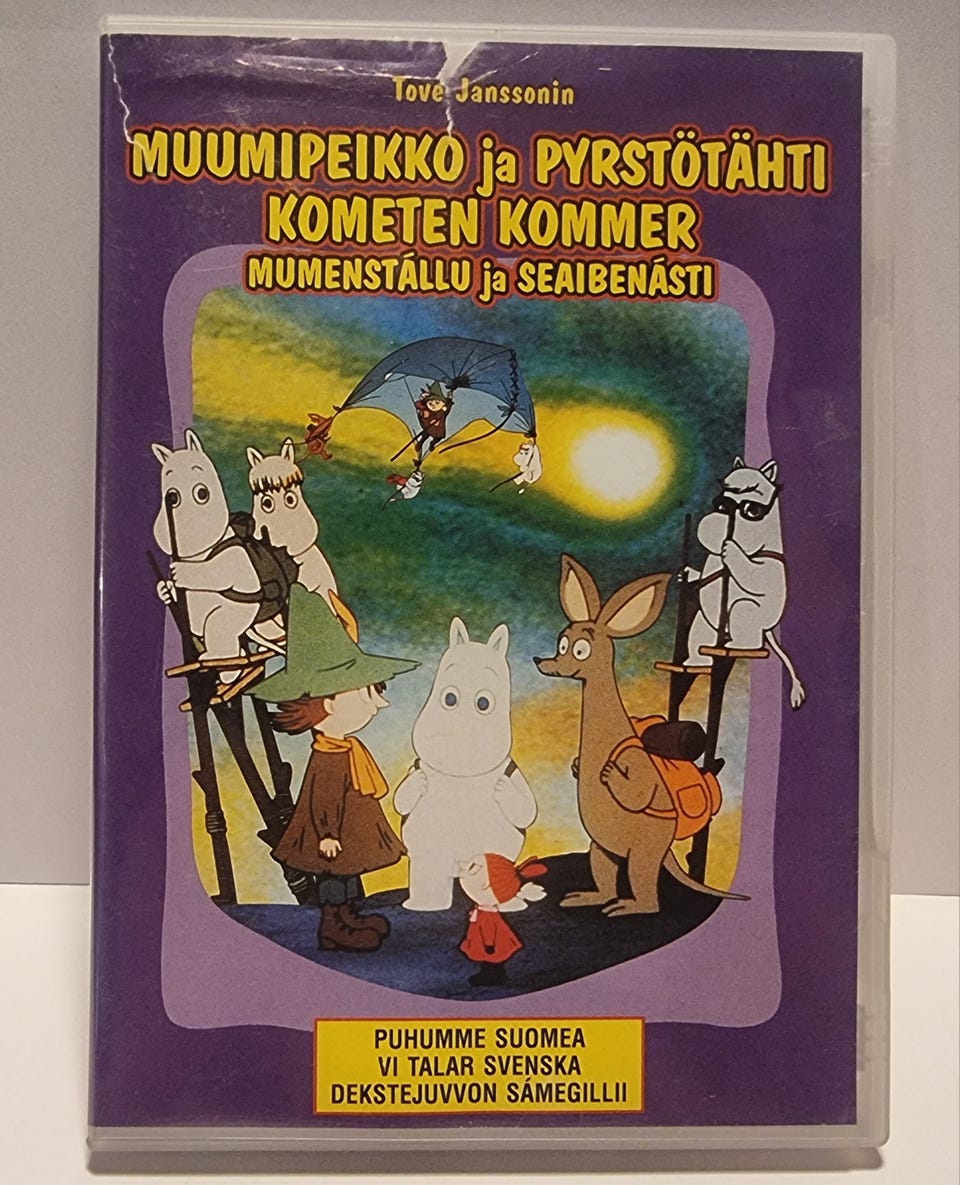 Tove Janssonin
MUUMIPEIKKO ja PYRSTÖTÄHTI
KOMETEN KOMMER
MUMENSTÁLLU ja SEAIBENÁSTI
PUHUMME SUOMEA
VI TALAR SVENSKA
DEKSTEJUVVON SÁMEGILLII